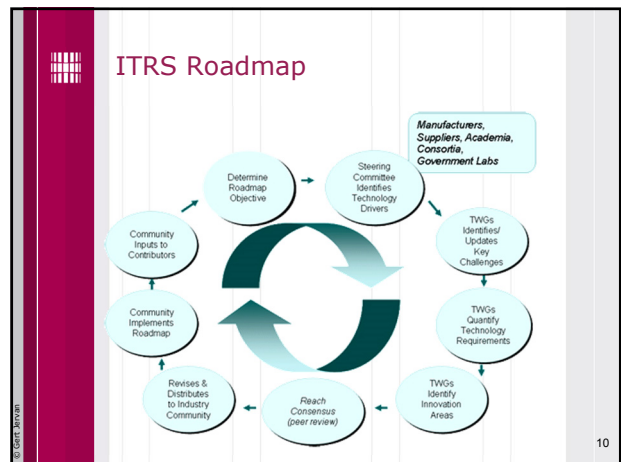 ITRS Roadmap
Manufacturers,
Suppliers, Academia,
Consortia,
Government Labs
Determine
Roadmap
Objective
Steering
Committee
Identifies
Technology
Drivers
TWGs
Identifies/
Updates
Key
Challenges
TWGs
Quantify
Technology
Requirements
TWGs
Identify
Innovation
Areas
Reach
Consensus
(peer review)
Revises &
Distributes
to Industry
Community
Community
Implements
Roadmap
Community
Inputs to
Contributors
© Gert Jervan
10